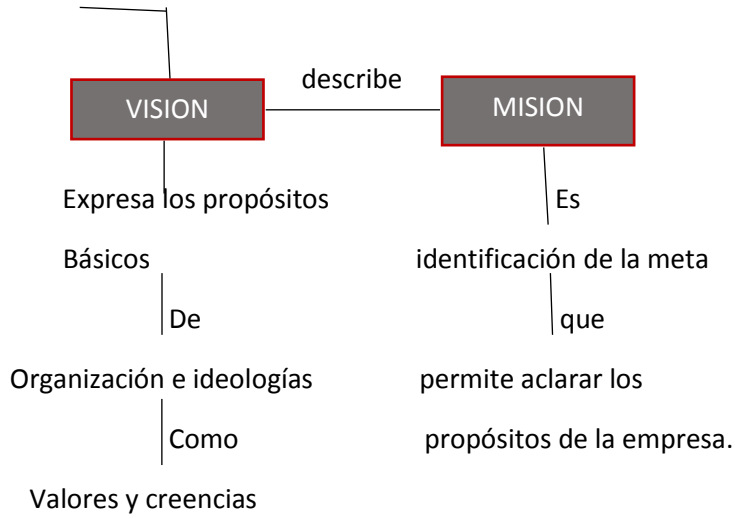 describe
VISION
MISION
Expresa los propósitos
Básicos
De
Organización e ideologías
Como
Valores y creencias
Es
identificación de la meta
que
permite aclarar los
propósitos de la empresa.